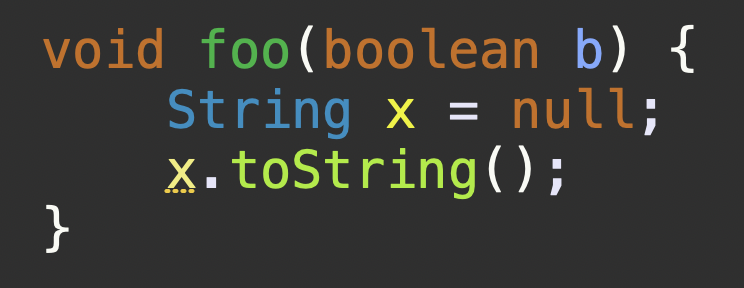 void foo(boolean b) {
    String x = null;
    x.toString();
}